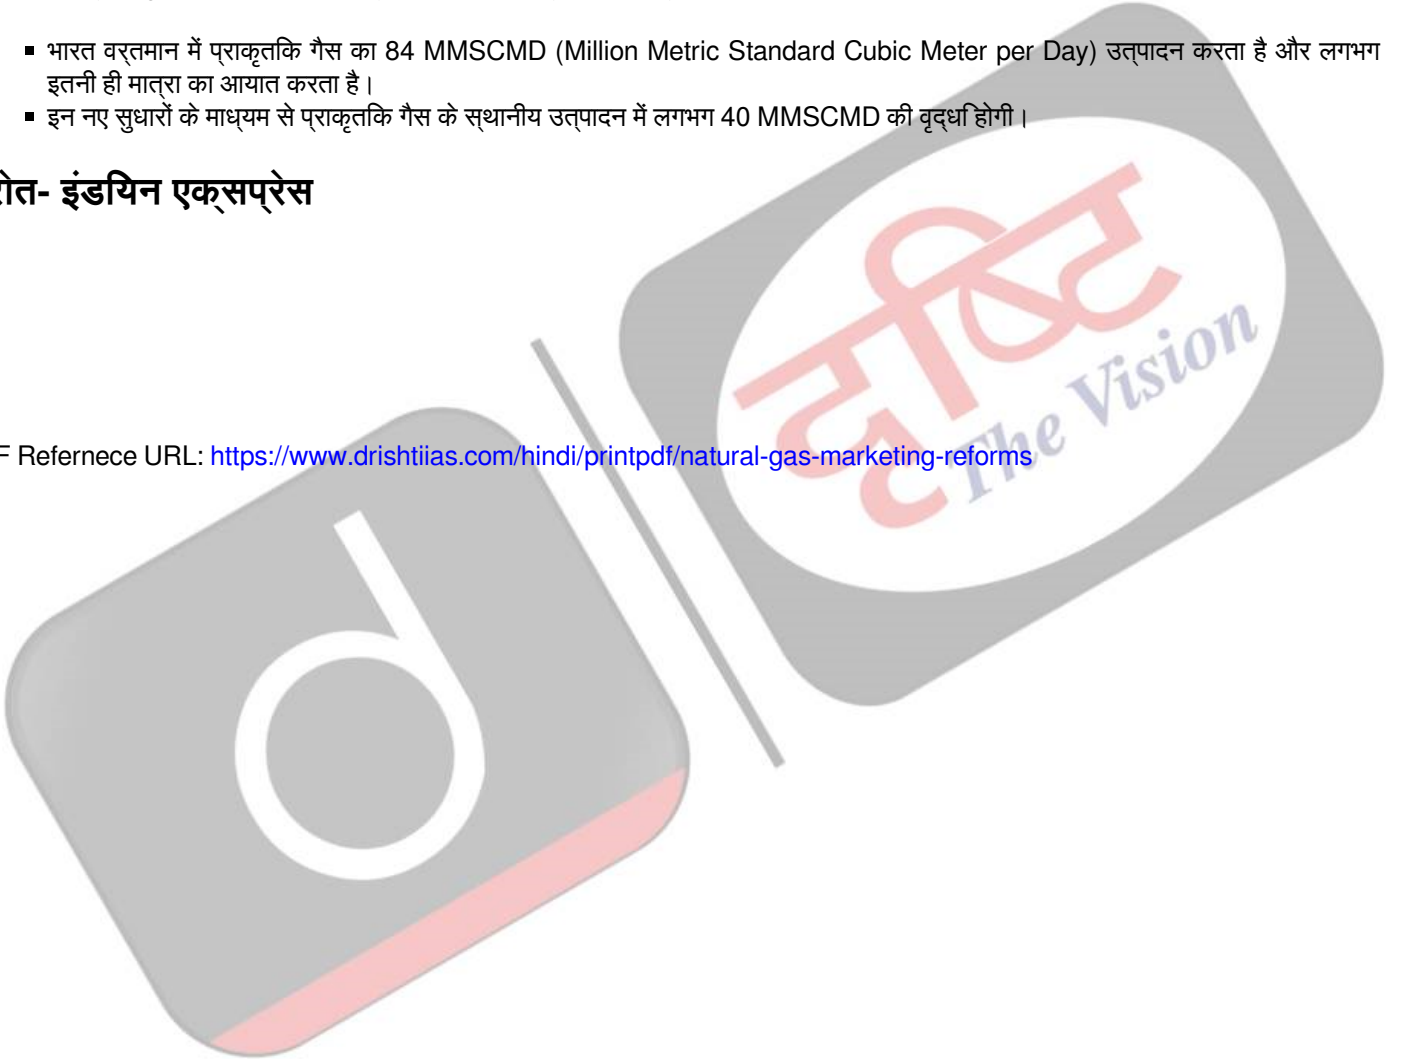 ▪ भारत वर्तमान में प्राकृतिक गैस का 84 MMSCMD (Million Metric Standard Cubic Meter per Day) उत्पादन करता है और लगभग
इतनी ही मात्रा का आयात करता है।
▪ इन नए सुधारों के माध्यम से प्राकृतिक गैस के स्थानीय उत्पादन में लगभग 40 MMSCMD की वृद्धि होगी।
इंडियन एक्सप्रेस
दृष्टि
The Vision
F Refernece URL: https://www.drishtiias.com/hindi/printpdf/natural-gas-marketing-reforms
d